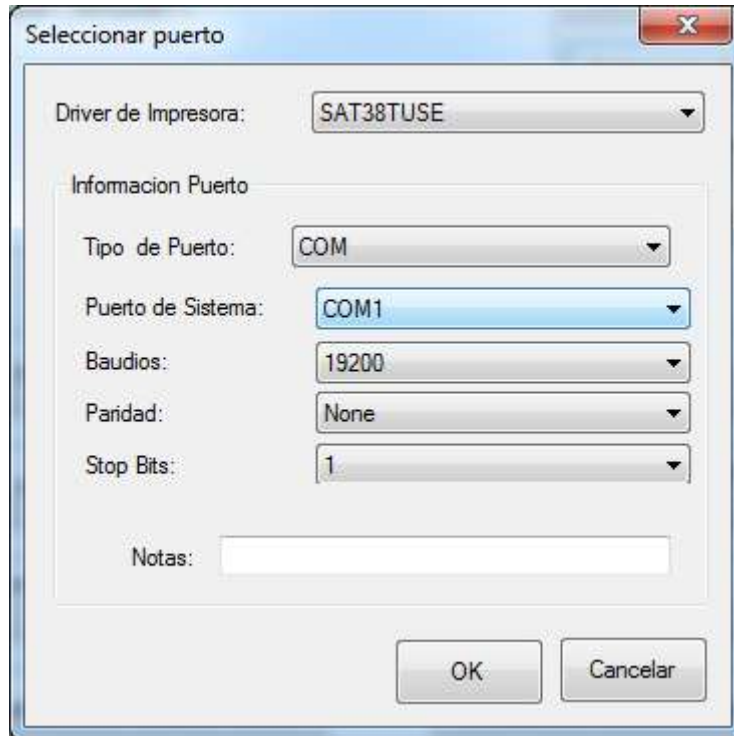 Seleccionar puerto
Driver de Impresora: SAT38TUSE
Informacion Puerto
Tipo de Puerto: COM
Puerto de Sistema: COM1
Baudios: 19200
Paridad: None
Stop Bits: 1
Notas:
OK Cancelar